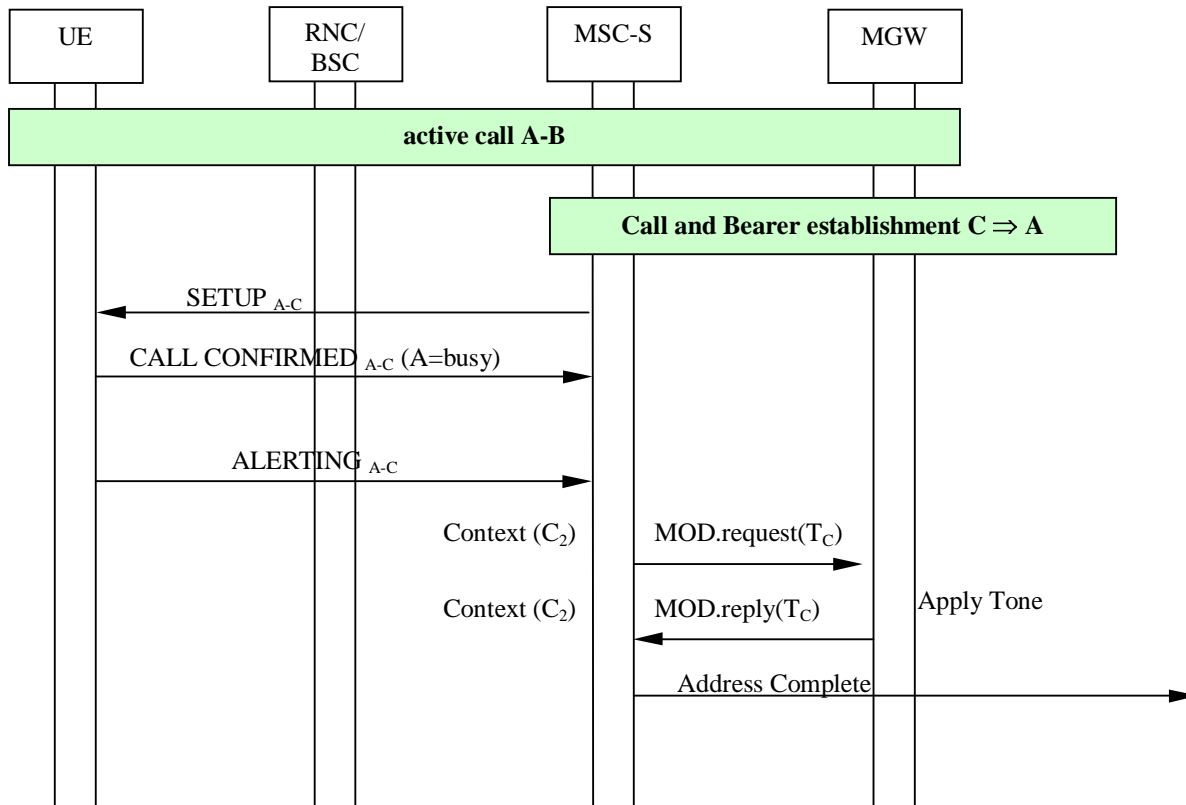 UE
RNC/
BSC
MSC-S
MGW
active call A-B
Call and Bearer establishment C ⇒ A
SETUP A-C
CALL CONFIRMED A-C (A=busy)
ALERTING A-C
Context (C2)
MOD.request(TC)
Context (C2)
MOD.reply(TC)
Apply Tone
Address Complete